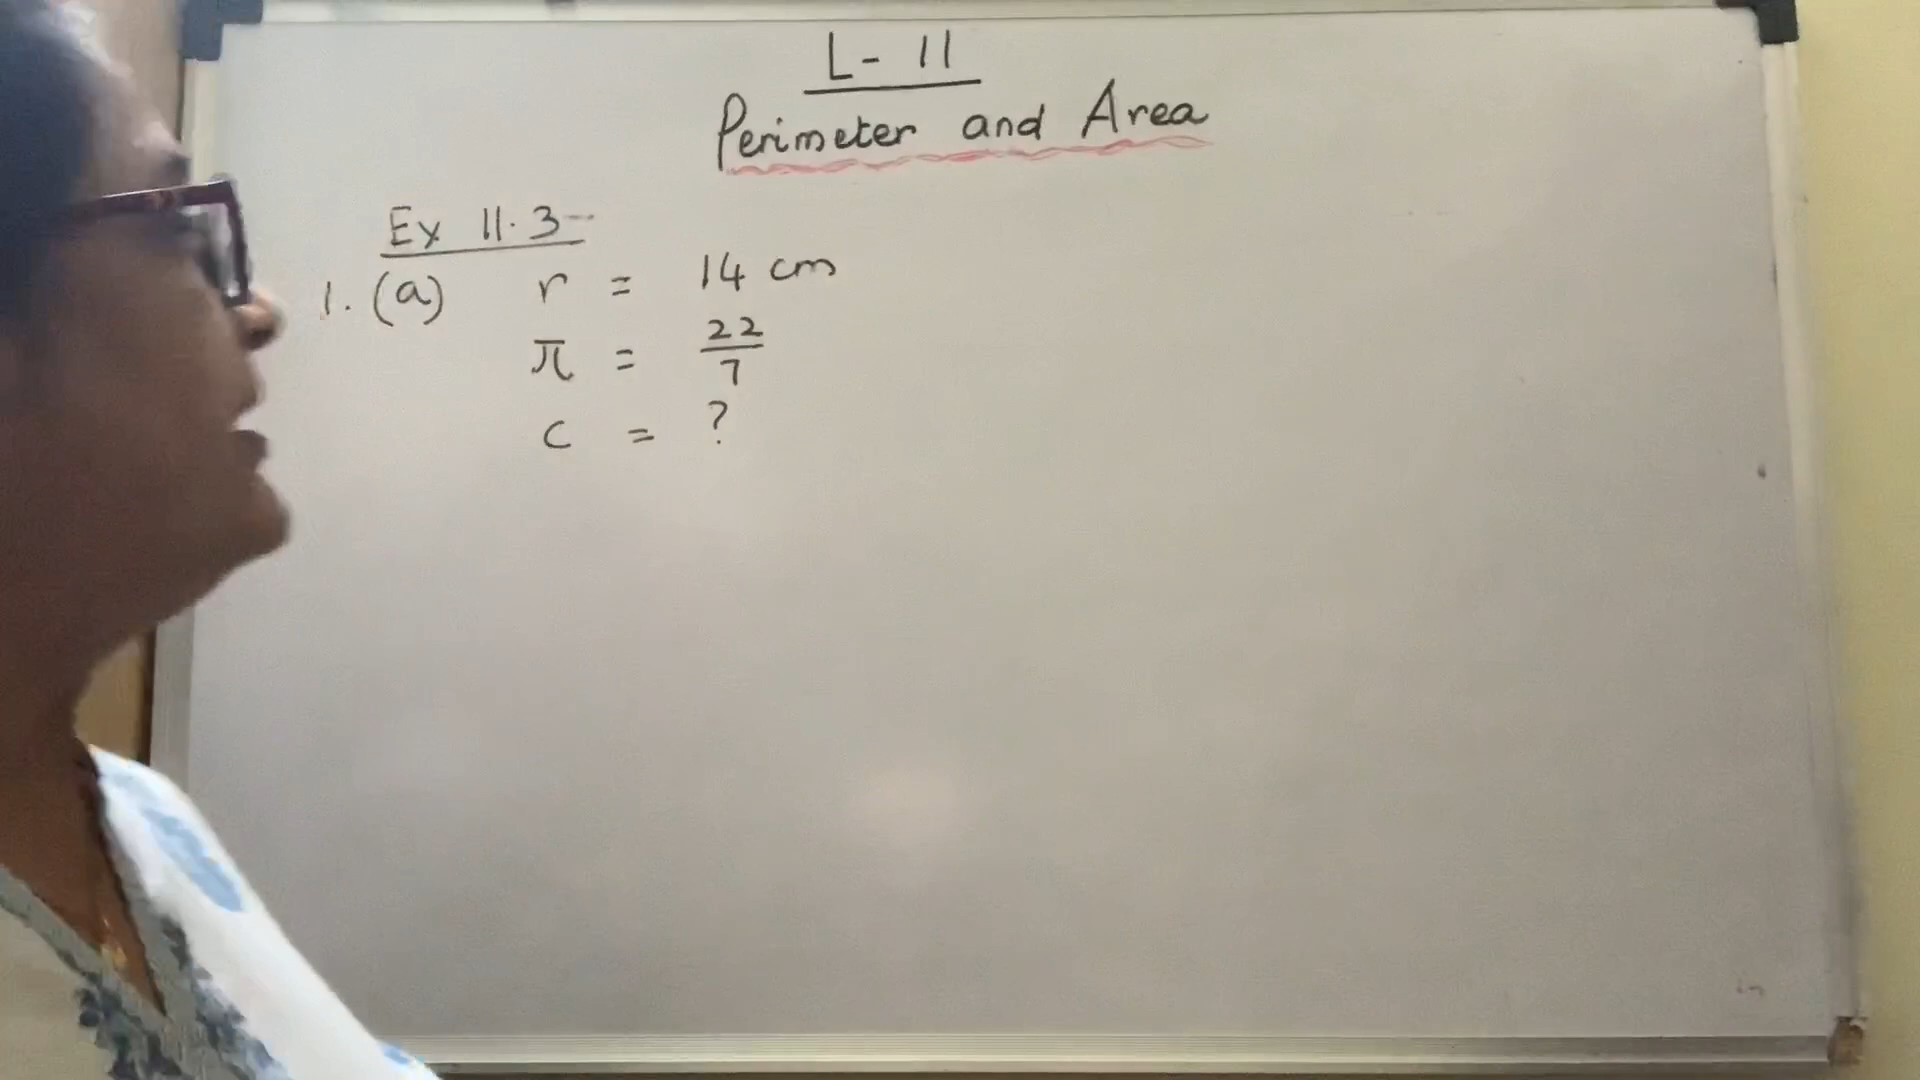 L- 11
Perimeter and Area
Ex 11.3
1. (a) r = 14 cm
π = 22/7
c = ?